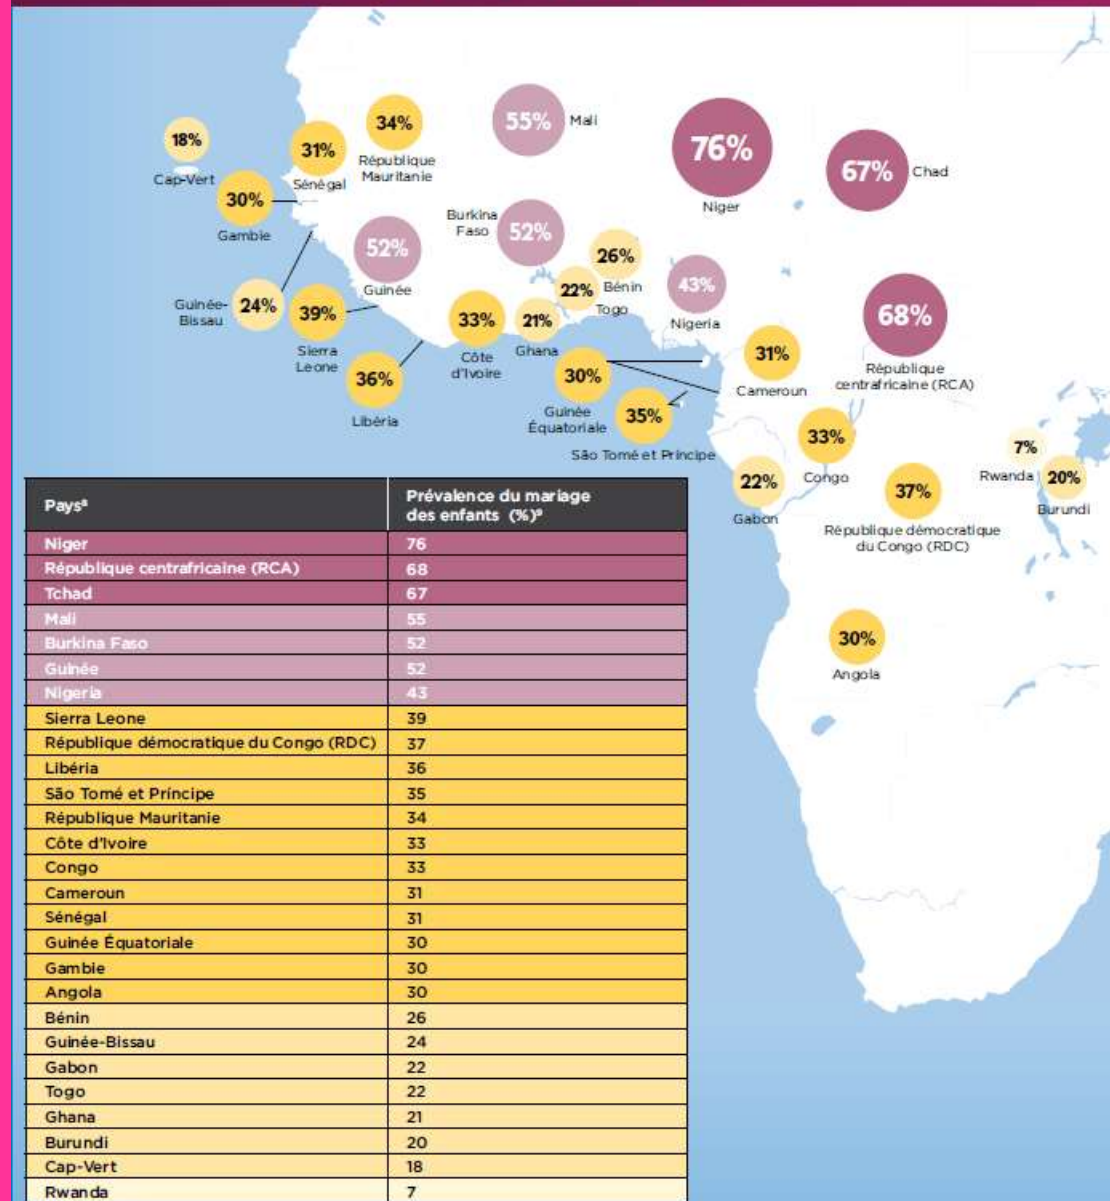 18%
Cap-Vert
31%
Sénégal
34%
République
Mauritanie
55%
Mali
76%
Niger
67%
Chad
30%
Gambie
52%
Guinée
Burkina
Faso
52%
26%
Bénin
22%
Togo
43%
Nigeria
68%
République
centrafricaine (RCA)
Guinée-
Bissau
24%
39%
Sierra
Leone
36%
Libéria
33%
Côte
d'Ivoire
21%
Ghana
30%
Guinée
Équatoriale
35%
São Tomé et Príncipe
31%
Cameroun
33%
Congo
22%
Gabon
37%
République démocratique
du Congo (RDC)
7%
Rwanda
20%
Burundi
30%
Angola
Pays⁸ Prévalence du mariage
des enfants (%)⁹
Niger 76
République centrafricaine (RCA) 68
Tchad 67
Mali 55
Burkina Faso 52
Guinée 52
Nigeria 43
Sierra Leone 39
République démocratique du Congo (RDC) 37
Libéria 36
São Tomé et Príncipe 35
République Mauritanie 34
Côte d'Ivoire 33
Congo 33
Cameroun 31
Sénégal 31
Guinée Équatoriale 30
Gambie 30
Angola 30
Bénin 26
Guinée-Bissau 24
Gabon 22
Togo 22
Ghana 21
Burundi 20
Cap-Vert 18
Rwanda 7